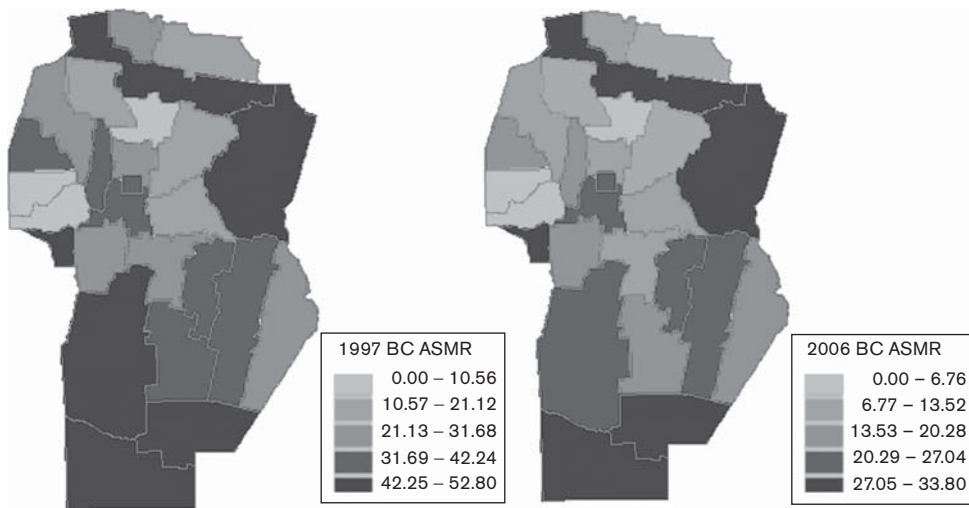 1997 BC ASMR
0.00 – 10.56
10.57 – 21.12
21.13 – 31.68
31.69 – 42.24
42.25 – 52.80
2006 BC ASMR
0.00 – 6.76
6.77 – 13.52
13.53 – 20.28
20.29 – 27.04
27.05 – 33.80